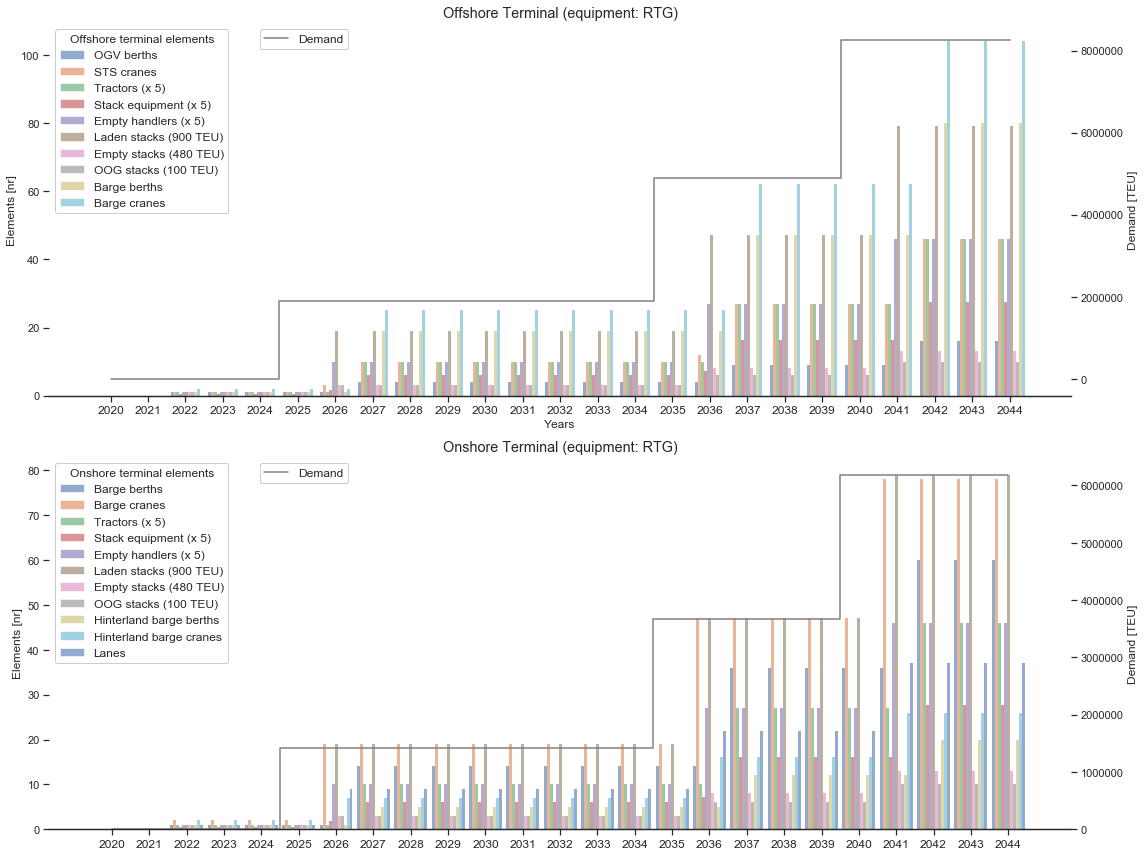 Offshore Terminal (equipment: RTG)
Offshore terminal elements
OGV berths
STS cranes
Tractors (x 5)
Stack equipment (x 5)
Empty handlers (x 5)
Laden stacks (900 TEU)
Empty stacks (480 TEU)
OOG stacks (100 TEU)
Barge berths
Barge cranes
Demand
Elements [nr]
100
80
60
40
20
0
Demand [TEU]
8000000
6000000
4000000
2000000
0
2020 2021 2022 2023 2024 2025 2026 2027 2028 2029 2030 2031 2032 2033 2034 2035 2036 2037 2038 2039 2040 2041 2042 2043 2044
Years
Onshore Terminal (equipment: RTG)
Onshore terminal elements
Barge berths
Barge cranes
Tractors (x 5)
Stack equipment (x 5)
Empty handlers (x 5)
Laden stacks (900 TEU)
Empty stacks (480 TEU)
OOG stacks (100 TEU)
Hinterland barge berths
Hinterland barge cranes
Lanes
Demand
Elements [nr]
80
70
60
50
40
30
20
10
0
Demand [TEU]
6000000
5000000
4000000
3000000
2000000
1000000
0
2020 2021 2022 2023 2024 2025 2026 2027 2028 2029 2030 2031 2032 2033 2034 2035 2036 2037 2038 2039 2040 2041 2042 2043 2044